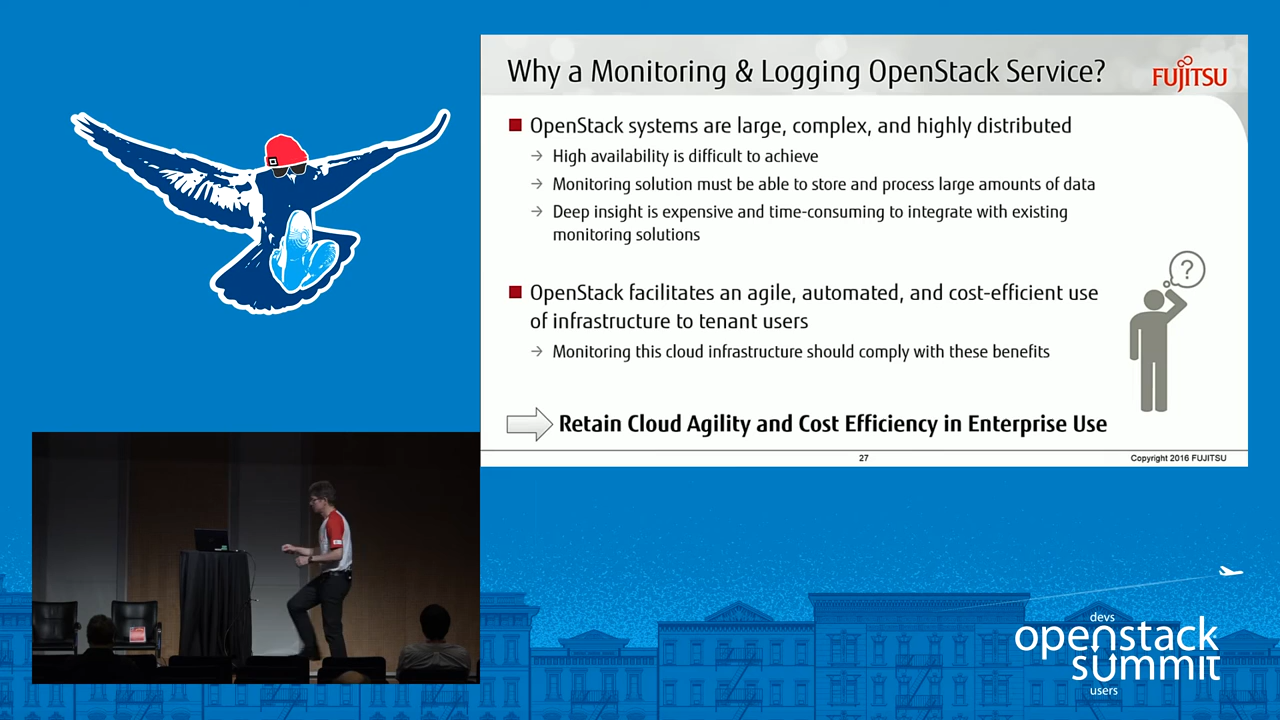 Why a Monitoring & Logging OpenStack Service?
FUJITSU
OpenStack systems are large, complex, and highly distributed
→ High availability is difficult to achieve
→ Monitoring solution must be able to store and process large amounts of data
→ Deep insight is expensive and time-consuming to integrate with existing
monitoring solutions
?
OpenStack facilitates an agile, automated, and cost-efficient use
of infrastructure to tenant users
→ Monitoring this cloud infrastructure should comply with these benefits
Retain Cloud Agility and Cost Efficiency in Enterprise Use
27
Copyright 2016 FUJITSU
devs
openstack
summit
users